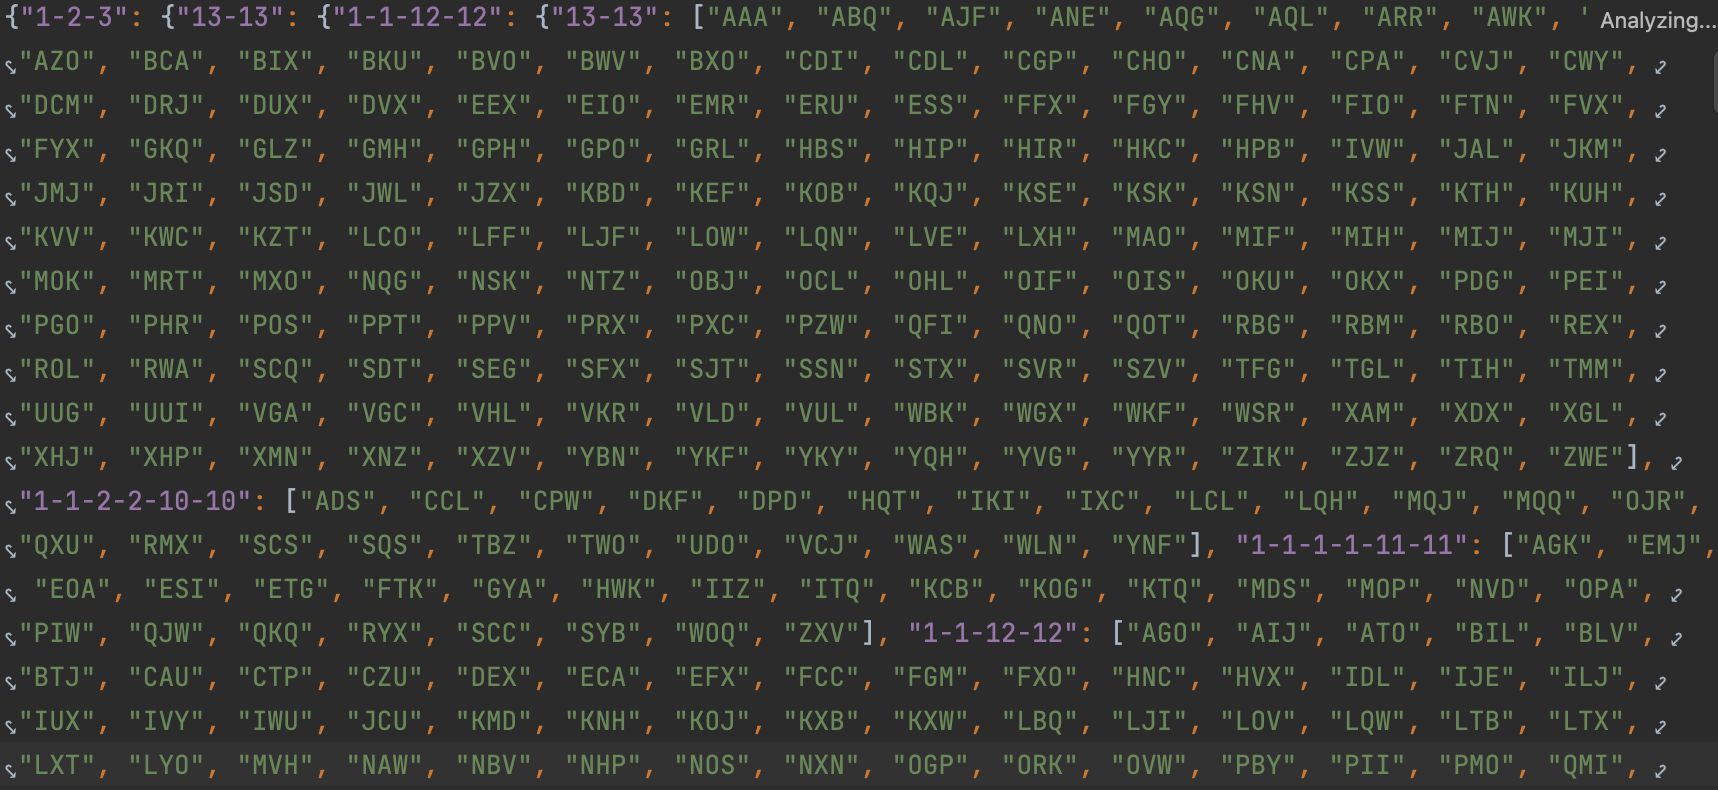 {"1-2-3": {"13-13": {"1-1-12-12": {"13-13": ["AAA", "ABQ", "AJF", "ANE", "AQG", "AQL", "ARR", "AWK", " Analyzing...
"AZO", "BCA", "BIX", "BKU", "BVO", "BWV", "BXO", "CDI", "CDL", "CGP", "CHO", "CNA", "CPA", "CVJ", "CWY",
"DCM", "DRJ", "DUX", "DVX", "EEX", "EIO", "EMR", "ERU", "ESS", "FFX", "FGY", "FHV", "FIO", "FTN", "FVX",
"FYX", "GKQ", "GLZ", "GMH", "GPH", "GPO", "GRL", "HBS", "HIP", "HIR", "HKC", "HPB", "IVW", "JAL", "JKM",
"JMJ", "JRI", "JSD", "JWL", "JZX", "KBD", "KEF", "KOB", "KQJ", "KSE", "KSK", "KSN", "KSS", "KTH", "KUH",
"KVV", "KWC", "KZT", "LCO", "LFF", "LJF", "LOW", "LQN", "LVE", "LXH", "MAO", "MIF", "MIH", "MIJ", "MJI",
"MOK", "MRT", "MXO", "NQG", "NSK", "NTZ", "OBJ", "OCL", "OHL", "OIF", "OIS", "OKU", "OKX", "PDG", "PEI",
"PGO", "PHR", "POS", "PPT", "PPV", "PRX", "PXC", "PZW", "QFI", "QNO", "QOT", "RBG", "RBM", "RBO", "REX",
"ROL", "RWA", "SCQ", "SDT", "SEG", "SFX", "SJT", "SSN", "STX", "SVR", "SZV", "TFG", "TGL", "TIH", "TMM",
"UUG", "UUI", "VGA", "VGC", "VHL", "VKR", "VLD", "VUL", "WBK", "WGX", "WKF", "WSR", "XAM", "XDX", "XGL",
"XHJ", "XHP", "XMN", "XNZ", "XZV", "YBN", "YKF", "YKY", "YQH", "YVG", "YYR", "ZIK", "ZJZ", "ZRQ", "ZWE"],
"1-1-2-2-10-10": ["ADS", "CCL", "CPW", "DKF", "DPD", "HQT", "IKI", "IXC", "LCL", "LQH", "MQJ", "MQQ", "OJR",
"QXU", "RMX", "SCS", "SQS", "TBZ", "TWO", "UDO", "VCJ", "WAS", "WLN", "YNF"], "1-1-1-1-11-11": ["AGK", "EMJ",
"EOA", "ESI", "ETG", "FTK", "GYA", "HWK", "IIZ", "ITQ", "KCB", "KOG", "KTQ", "MDS", "MOP", "NVD", "OPA",
"PIW", "QJW", "QKQ", "RYX", "SCC", "SYB", "WOQ", "ZXV"], "1-1-12-12": ["AGO", "AIJ", "ATO", "BIL", "BLV",
"BTJ", "CAU", "CTP", "CZU", "DEX", "ECA", "EFX", "FCC", "FGM", "FXO", "HNC", "HVX", "IDL", "IJE", "ILJ",
"IUX", "IVY", "IWU", "JCU", "KMD", "KNH", "KOJ", "KXB", "KXW", "LBQ", "LJI", "LOV", "LQW", "LTB", "LTX",
"LXT", "LYO", "MVH", "NAW", "NBV", "NHP", "NOS", "NXN", "OGP", "ORK", "OVW", "PBY", "PII", "PMO", "QMI",